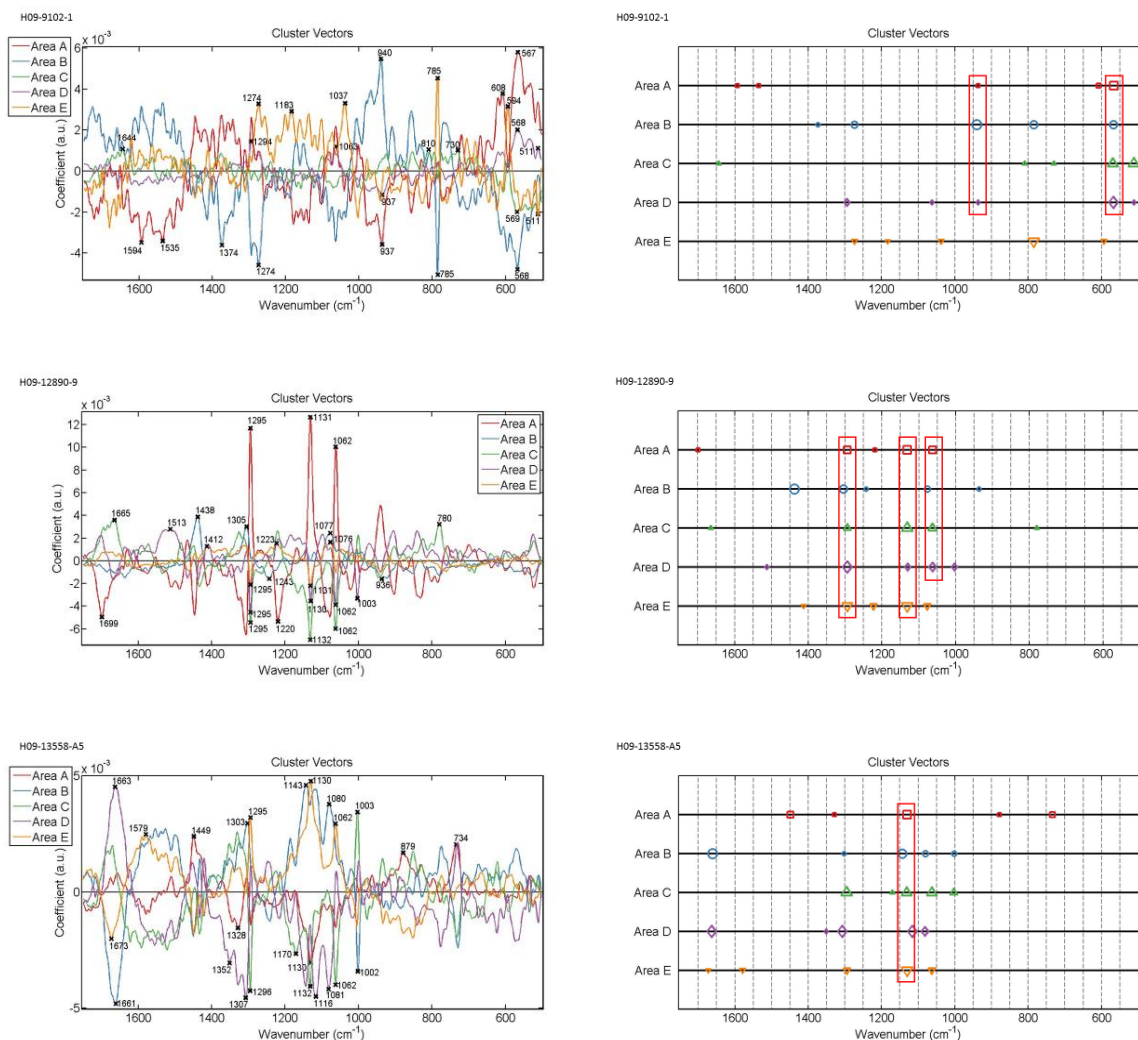 H09-9102-1
Cluster Vectors
x 10-3
Area A
Area B
Area C
Area D
Area E
Coefficient (a.u.)
6
4
2
0
-2
-4
1644
1594
1535
1374
1274
1294
1274
1183
1037
1063
940
937
937
810
785
785
730
608
594
567
568
569
568
511
511
1600 1400 1200 1000 800 600
Wavenumber (cm-1)
H09-9102-1
Cluster Vectors
Area A
Area B
Area C
Area D
Area E
1600 1400 1200 1000 800 600
Wavenumber (cm-1)
H09-12890-9
Cluster Vectors
x 10-3
Area A
Area B
Area C
Area D
Area E
Coefficient (a.u.)
12
10
8
6
4
2
0
-2
-4
-6
1665
1699
1513
1438
1412
1305
1295
1295
1295
1295
1223
1243
1220
1131
1131
1130
1132
1077
1076
1062
1062
1062
1003
936
780
1600 1400 1200 1000 800 600
Wavenumber (cm-1)
H09-12890-9
Cluster Vectors
Area A
Area B
Area C
Area D
Area E
1600 1400 1200 1000 800 600
Wavenumber (cm-1)
H09-13558-A5
Cluster Vectors
x 10-3
Area A
Area B
Area C
Area D
Area E
Coefficient (a.u.)
5
0
-5
1663
1579
1673
1661
1449
1303
1295
1328
1352
1307
1296
1143
1130
1170
1130
1132
1116
1080
1081
1062
1062
1003
1002
879
734
1600 1400 1200 1000 800 600
Wavenumber (cm-1)
H09-13558-A5
Cluster Vectors
Area A
Area B
Area C
Area D
Area E
1600 1400 1200 1000 800 600
Wavenumber (cm-1)